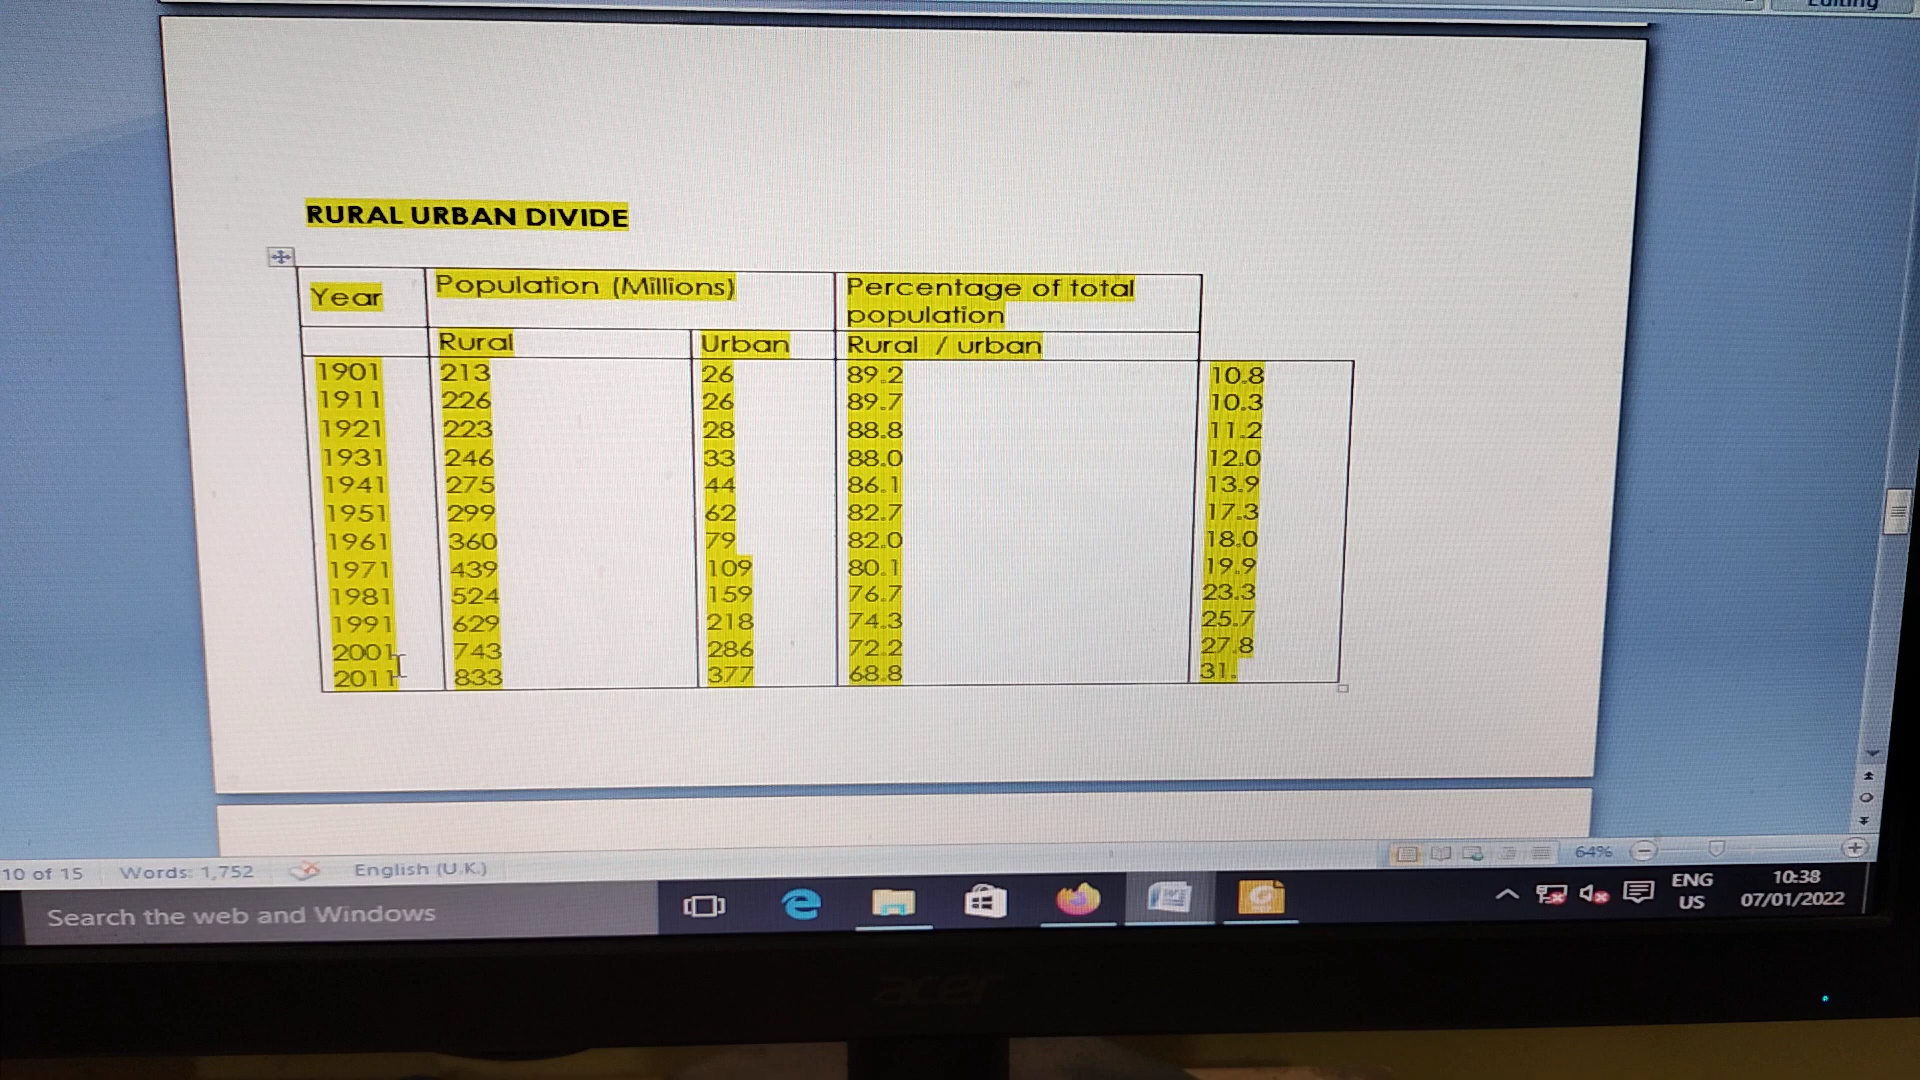 Editing
RURAL URBAN DIVIDE
Year Population (Millions) Percentage of total population
Rural Urban Rural / urban
1901 213 26 89.2 10.8
1911 226 26 89.7 10.3
1921 223 28 88.8 11.2
1931 246 33 88.0 12.0
1941 275 44 86.1 13.9
1951 299 62 82.7 17.3
1961 360 79 82.0 18.0
1971 439 109 80.1 19.9
1981 524 159 76.7 23.3
1991 629 218 74.3 25.7
2001 743 286 72.2 27.8
2011 833 377 68.8 31.
10 of 15 Words: 1,752 English (U.K.) 64%
Search the web and Windows ENG 10:38
US 07/01/2022
acer